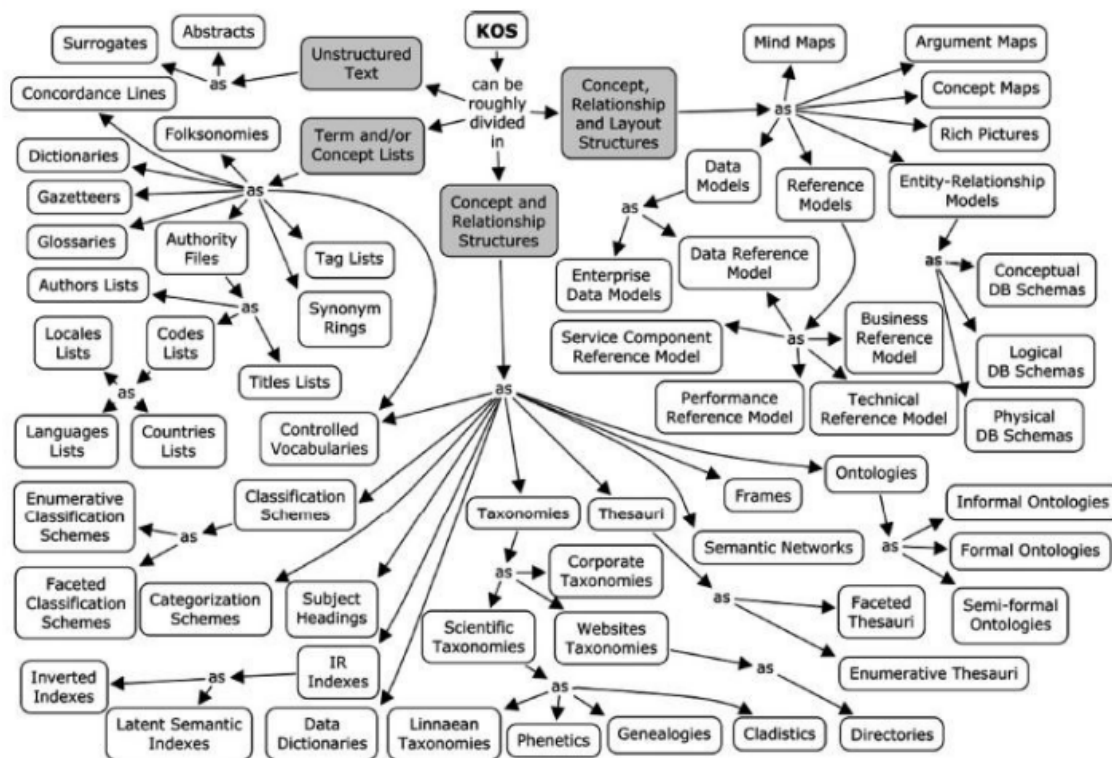 KOS
can be
roughly
divided
in
Unstructured
Text
as
Surrogates
Abstracts
Term and/or
Concept Lists
as
Concordance Lines
Folksonomies
Dictionaries
Gazetteers
Glossaries
Authority
Files
Tag Lists
Synonym
Rings
as
Authors Lists
Codes
Lists
Titles Lists
as
Locales
Lists
Languages
Lists
Countries
Lists
Controlled
Vocabularies
Concept,
Relationship
and Layout
Structures
as
Mind Maps
Argument Maps
Concept Maps
Rich Pictures
Data
Models
Reference
Models
Entity-Relationship
Models
as
Enterprise
Data Models
Data Reference
Model
as
Service Component
Reference Model
Performance
Reference Model
Technical
Reference Model
Business
Reference
Model
as
Conceptual
DB Schemas
Logical
DB Schemas
Physical
DB Schemas
Concept and
Relationship
Structures
as
Classification
Schemes
as
Enumerative
Classification
Schemes
Faceted
Classification
Schemes
Categorization
Schemes
Subject
Headings
IR
Indexes
as
Inverted
Indexes
Latent Semantic
Indexes
Data
Dictionaries
Taxonomies
as
Corporate
Taxonomies
Scientific
Taxonomies
Websites
Taxonomies
as
Linnaean
Taxonomies
Phenetics
Genealogies
Cladistics
as
Directories
Thesauri
as
Faceted
Thesauri
Enumerative Thesauri
Semantic Networks
Frames
Ontologies
as
Informal Ontologies
Formal Ontologies
Semi-formal
Ontologies